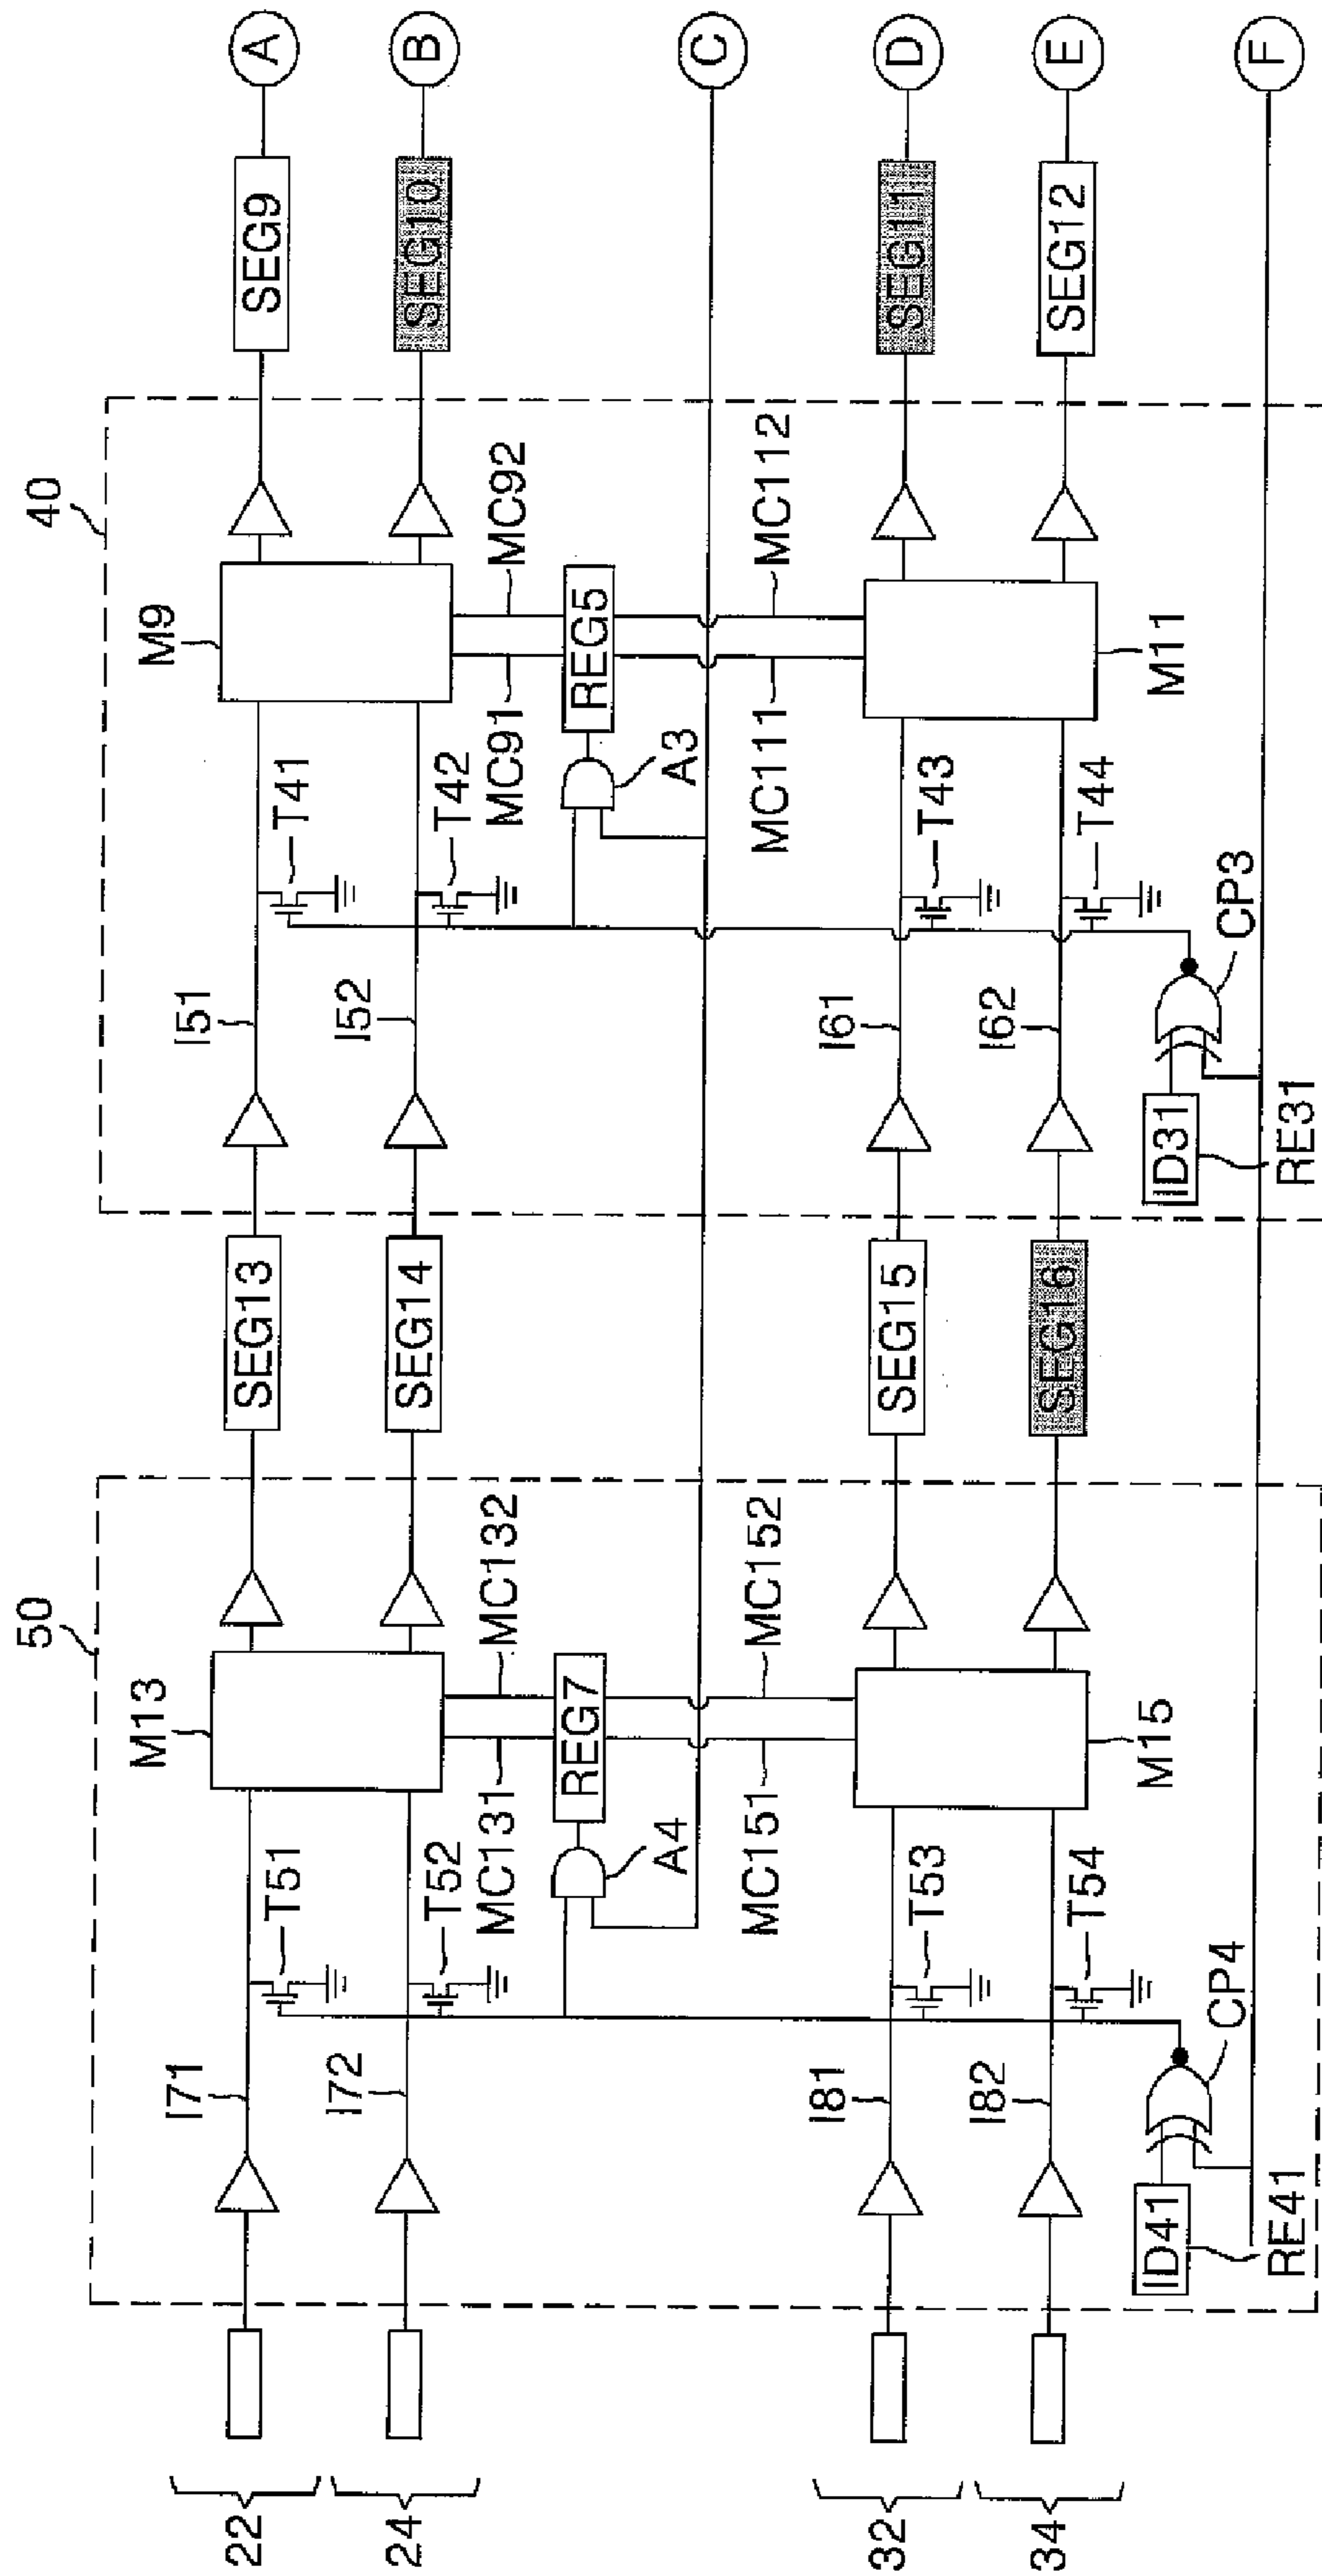 50
40
22
I71
T51
M13
SEG13
I51
T41
M9
SEG9
A
24
I72
T52
MC131
MC132
SEG14
I52
T42
MC91
MC92
SEG10
B
REG7
A4
REG5
A3
C
MC151
MC152
MC111
MC112
32
I81
T53
SEG15
I61
T43
SEG11
D
34
I82
T54
M15
SEG16
I62
T44
M11
SEG12
E
ID41
CP4
ID31
CP3
RE41
RE31
F